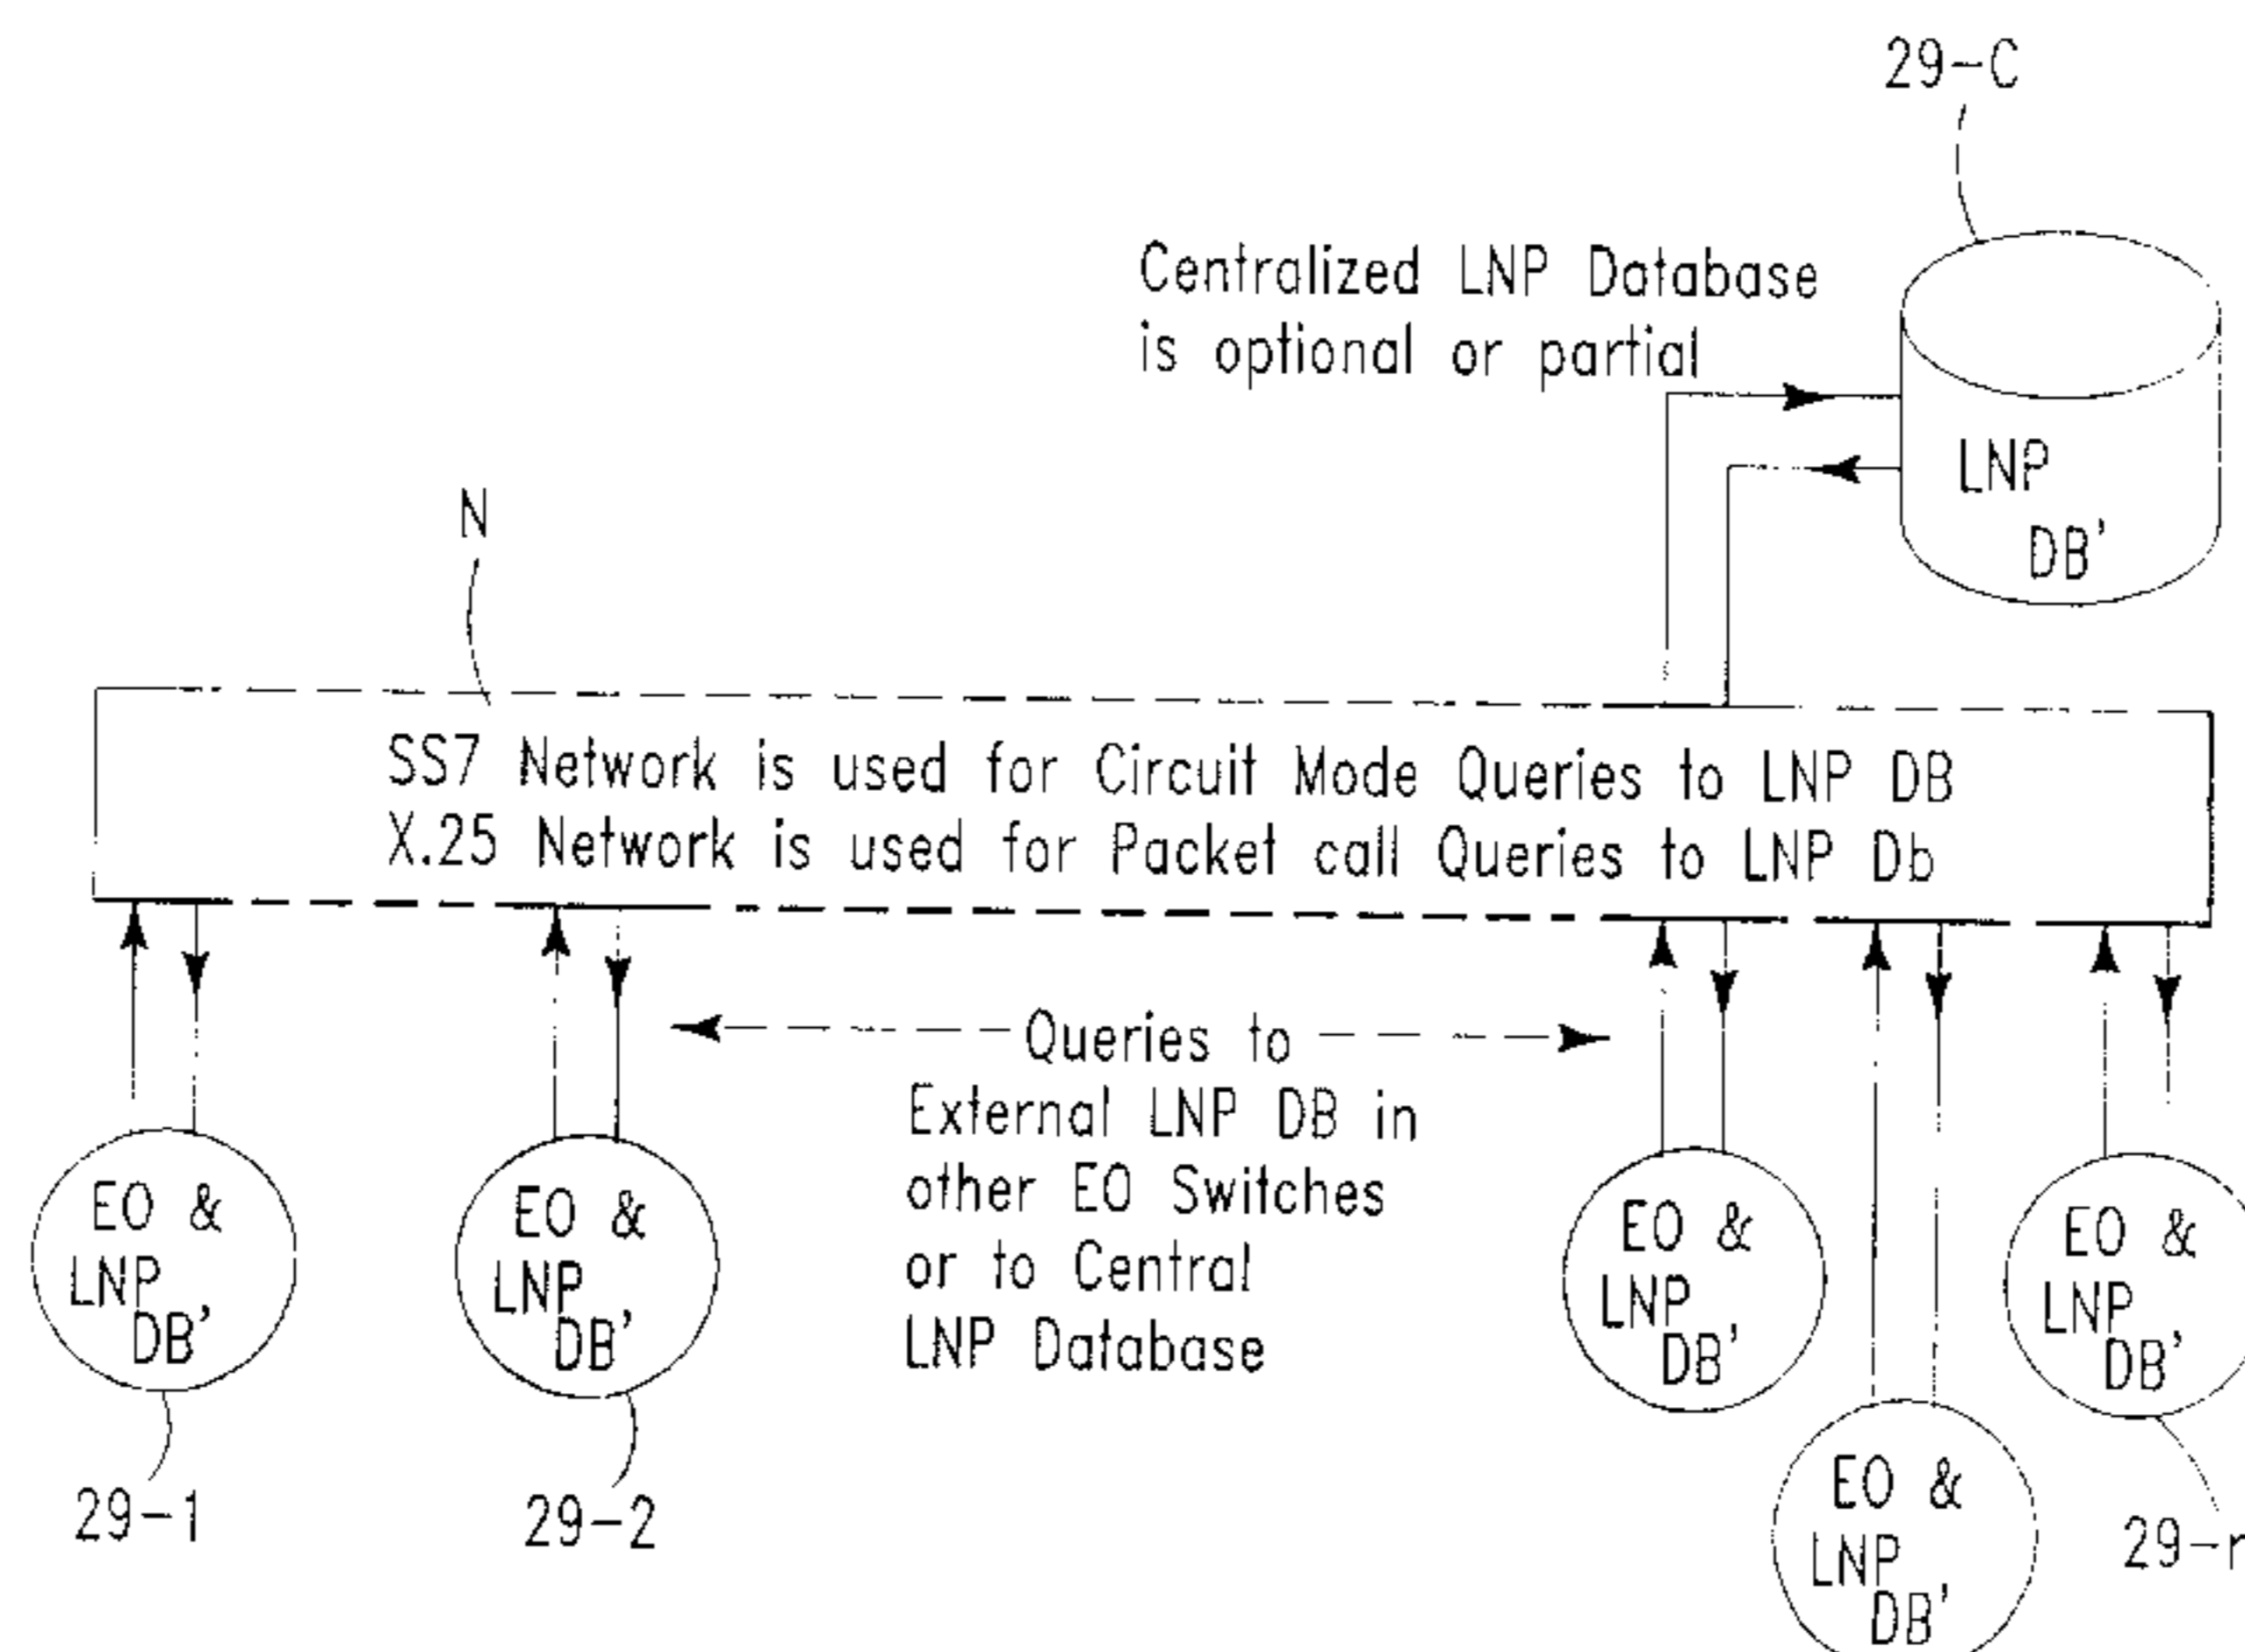 29-C
Centralized LNP Database
is optional or partial
LNP
DB'
N
SS7 Network is used for Circuit Mode Queries to LNP DB
X.25 Network is used for Packet call Queries to LNP Db
Queries to
External LNP DB in
other EO Switches
or to Central
LNP Database
EO &
LNP
DB'
29-1
EO &
LNP
DB'
29-2
EO &
LNP
DB'
EO &
LNP
DB'
EO &
LNP
DB'